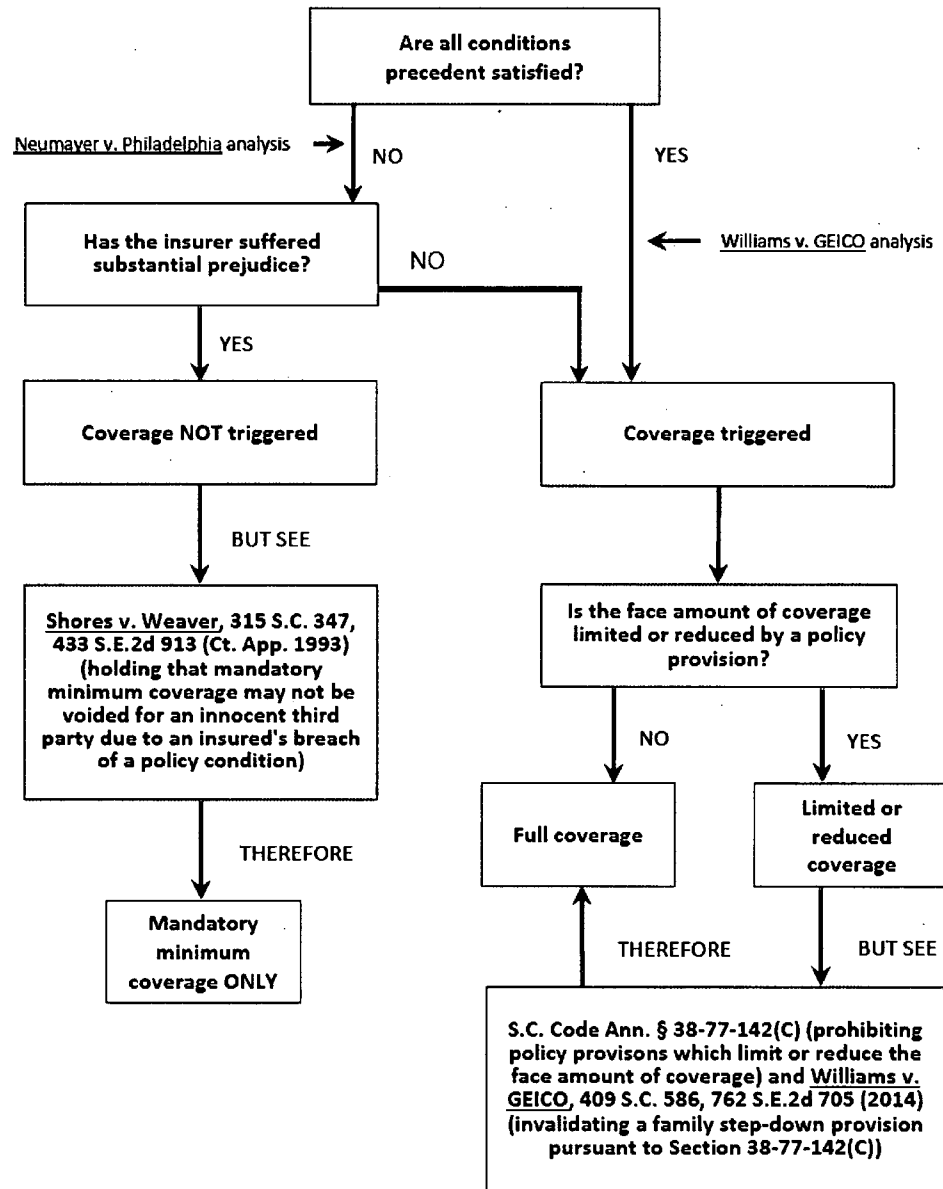 Are all conditions
precedent satisfied?
Neumayer v. Philadelphia analysis
NO
YES
Has the insurer suffered
substantial prejudice?
NO
Williams v. GEICO analysis
YES
Coverage NOT triggered
Coverage triggered
BUT SEE
Shores v. Weaver, 315 S.C. 347,
433 S.E.2d 913 (Ct. App. 1993)
(holding that mandatory
minimum coverage may not be
voided for an innocent third
party due to an insured's breach
of a policy condition)
Is the face amount of coverage
limited or reduced by a policy
provision?
NO
YES
Full coverage
Limited or
reduced
coverage
THEREFORE
Mandatory
minimum
coverage ONLY
THEREFORE
BUT SEE
S.C. Code Ann. § 38-77-142(C) (prohibiting
policy provisons which limit or reduce the
face amount of coverage) and Williams v.
GEICO, 409 S.C. 586, 762 S.E.2d 705 (2014)
(invalidating a family step-down provision
pursuant to Section 38-77-142(C))